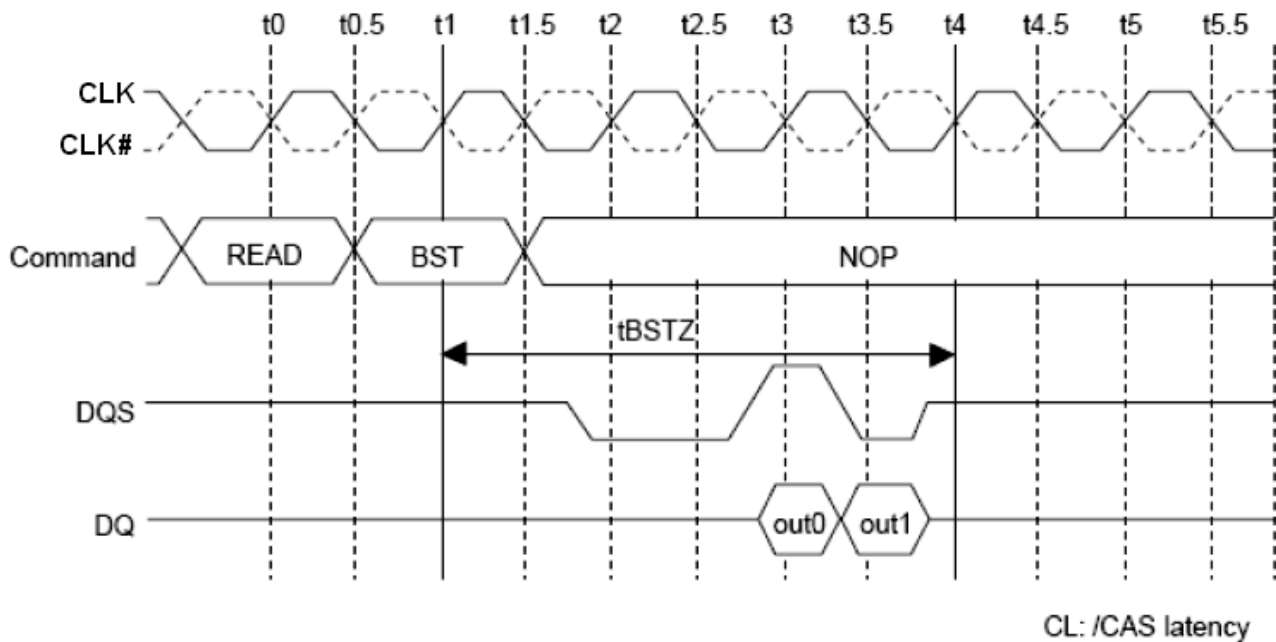 t0 t0.5 t1 t1.5 t2 t2.5 t3 t3.5 t4 t4.5 t5 t5.5
CLK
CLK#
Command READ BST NOP
tBSTZ
DQS
DQ out0 out1
CL: /CAS latency